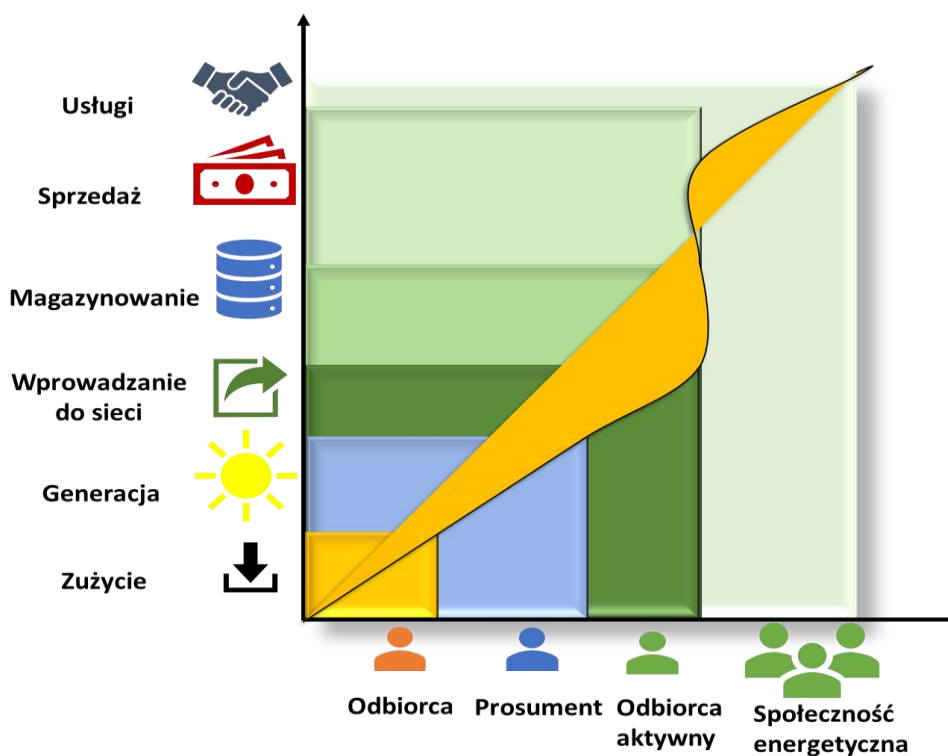 Usługi
Sprzedaż
Magazynowanie
Wprowadzanie
do sieci
Generacja
Zużycie
Odbiorca
Prosument
Odbiorca
aktywny
Społeczność
energetyczna